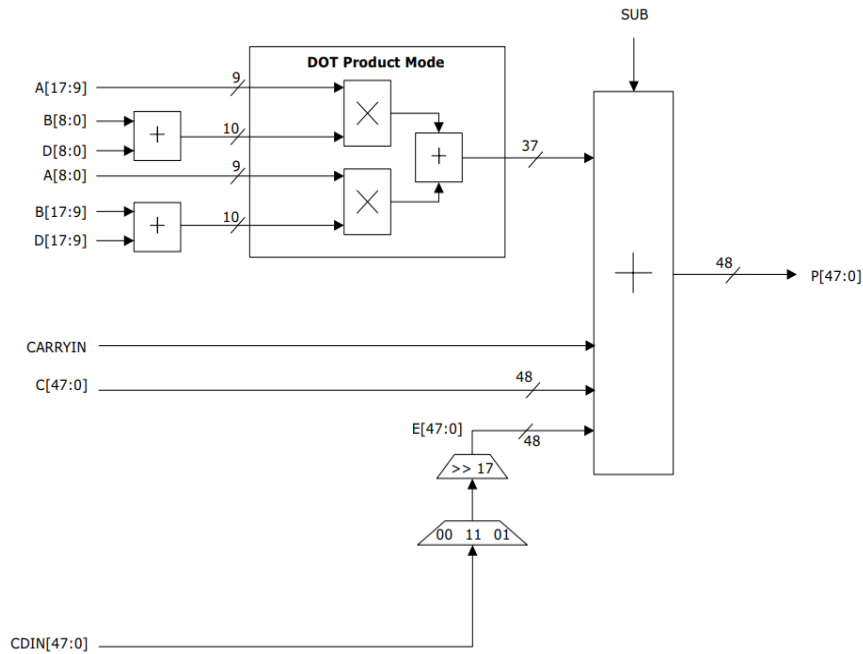 SUB
DOT Product Mode
A[17:9]
9
B[8:0]
10
D[8:0]
A[8:0]
9
37
B[17:9]
10
D[17:9]
48
P[47:0]
CARRYIN
C[47:0]
48
E[47:0]
48
>> 17
00 11 01
CDIN[47:0]